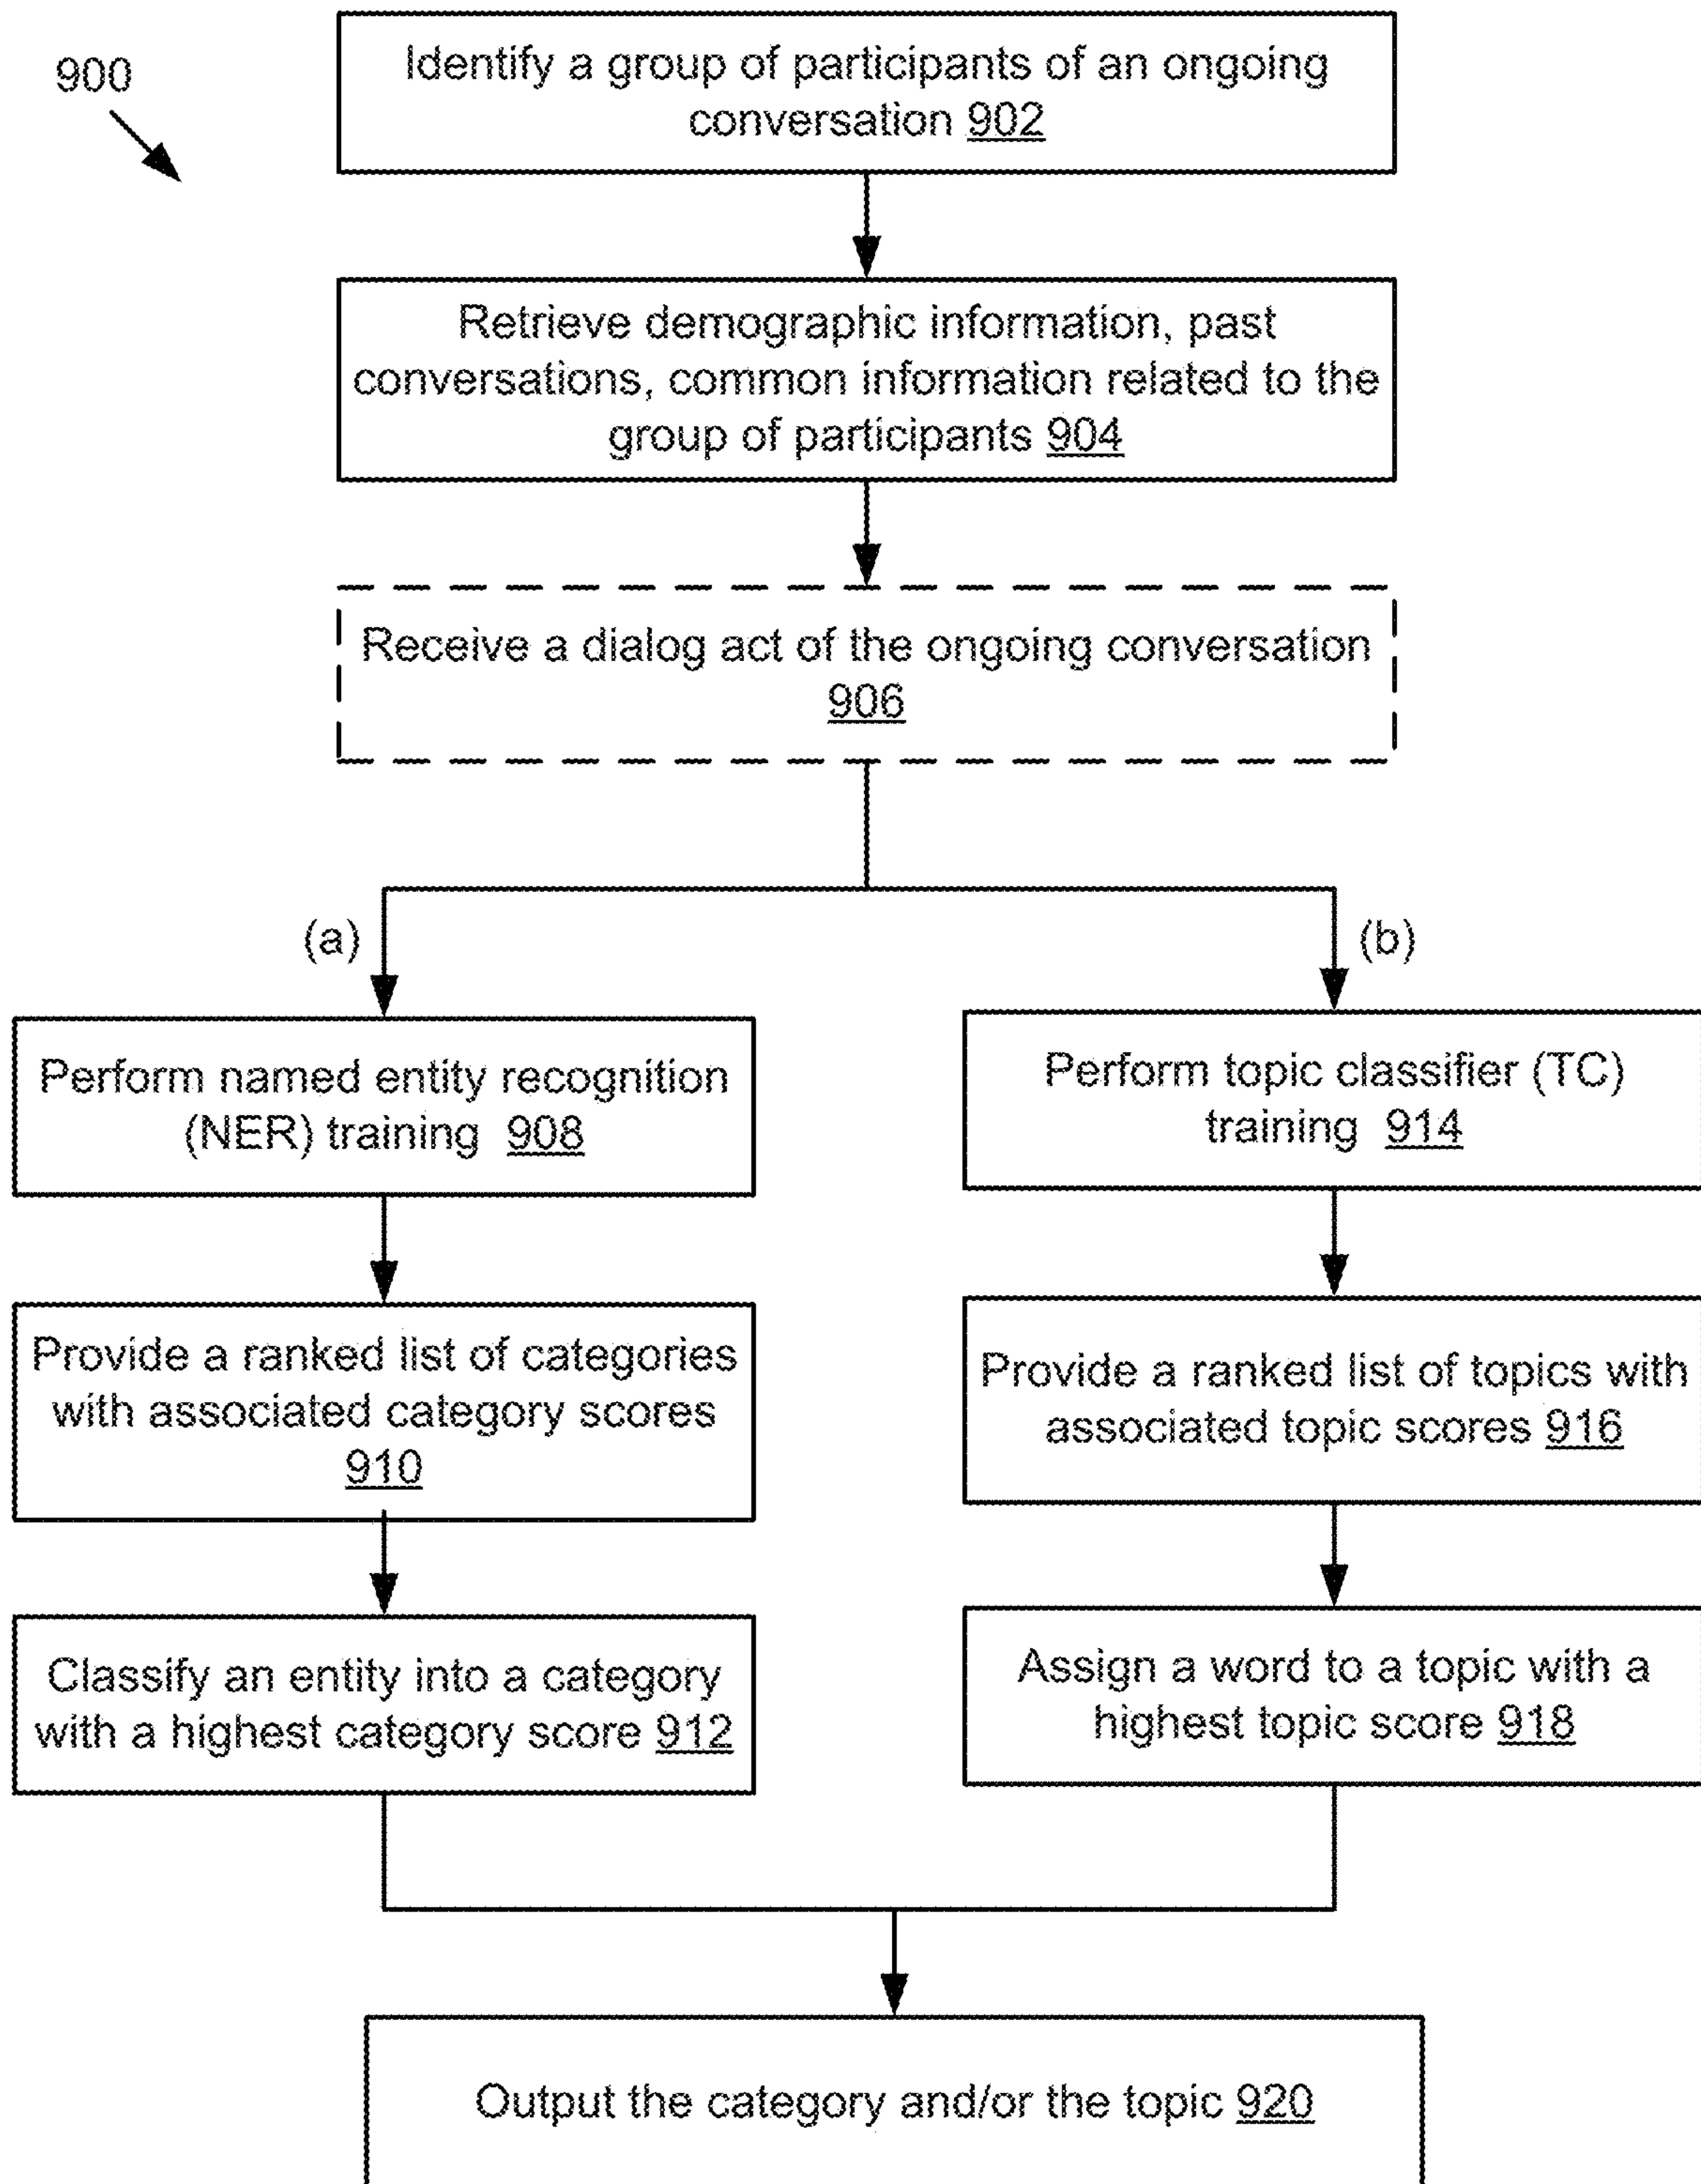 900
Identify a group of participants of an ongoing
conversation 902
Retrieve demographic information, past
conversations, common information related to the
group of participants 904
Receive a dialog act of the ongoing conversation
906
(a)
(b)
Perform named entity recognition
(NER) training 908
Perform topic classifier (TC)
training 914
Provide a ranked list of categories
with associated category scores
910
Provide a ranked list of topics with
associated topic scores 916
Classify an entity into a category
with a highest category score 912
Assign a word to a topic with a
highest topic score 918
Output the category and/or the topic 920